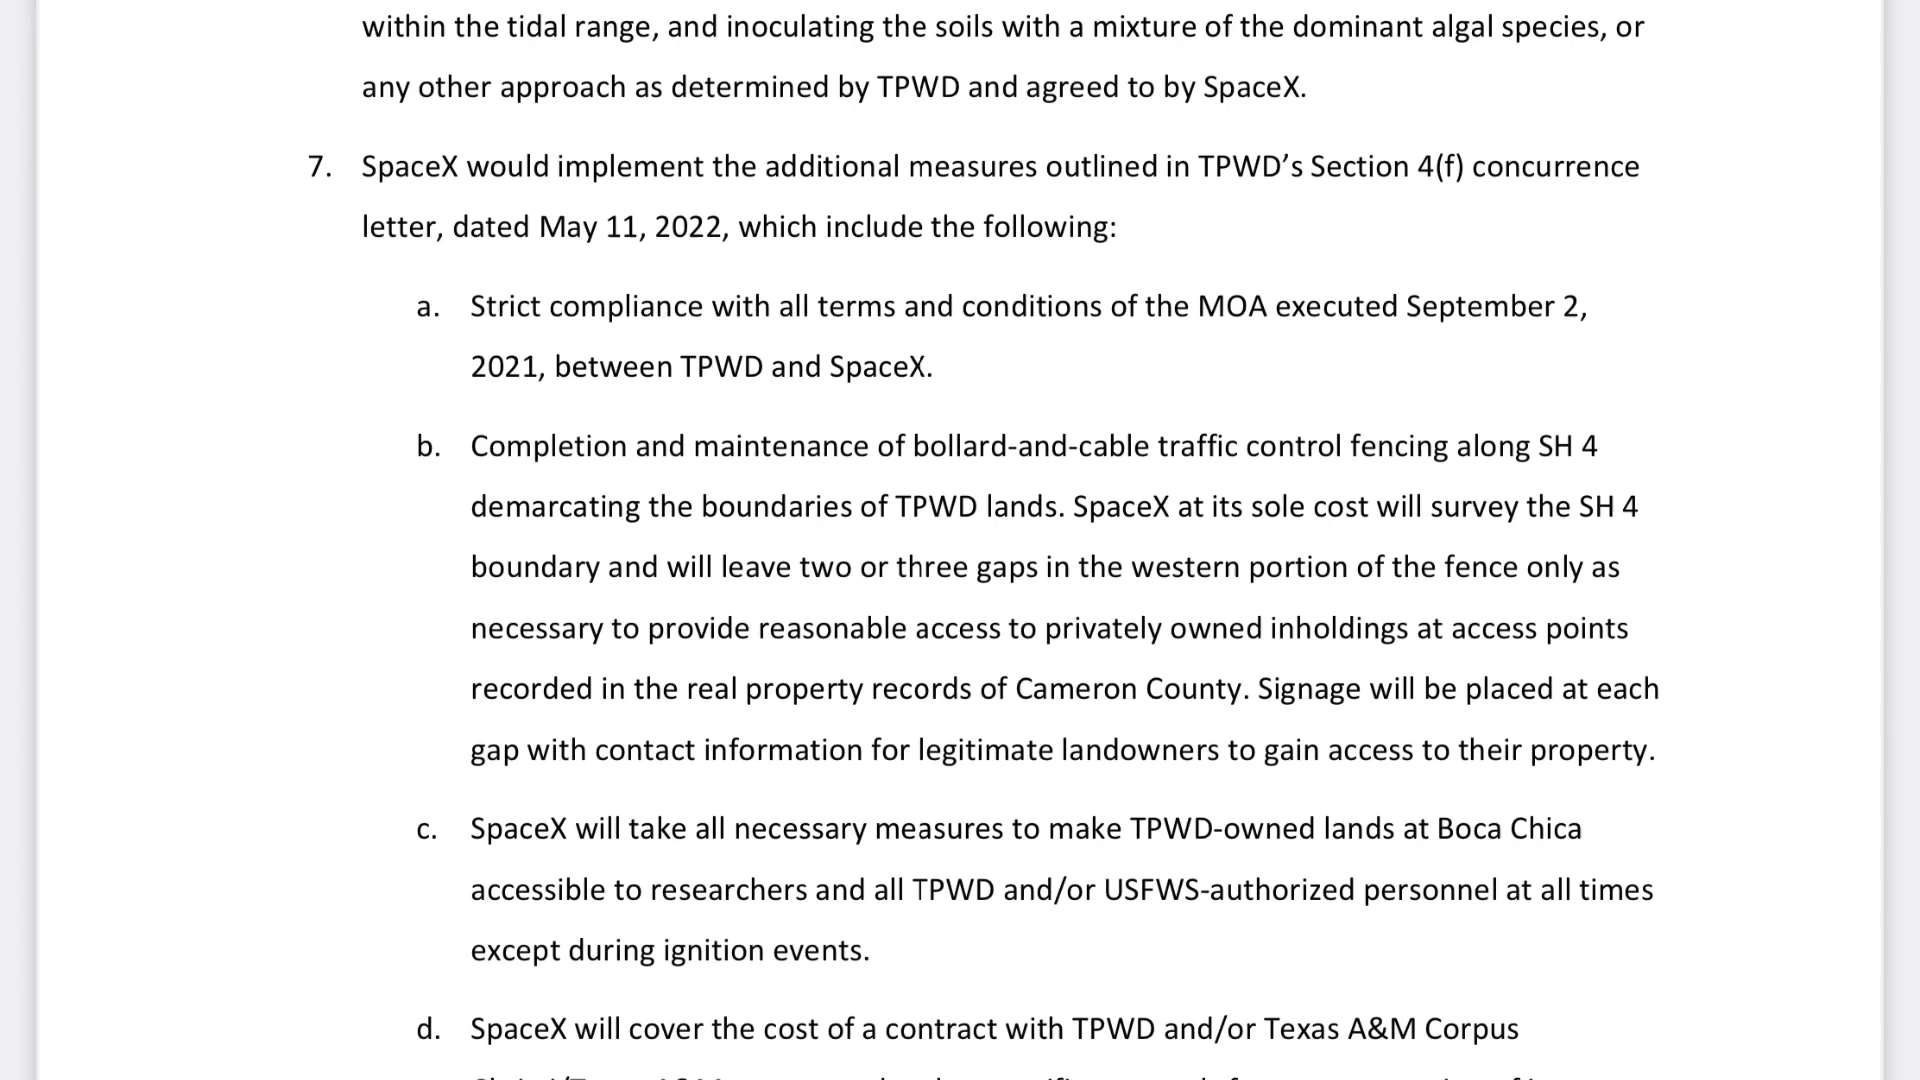 within the tidal range, and inoculating the soils with a mixture of the dominant algal species, or
any other approach as determined by TPWD and agreed to by SpaceX.
7. SpaceX would implement the additional measures outlined in TPWD’s Section 4(f) concurrence
letter, dated May 11, 2022, which include the following:
a. Strict compliance with all terms and conditions of the MOA executed September 2,
2021, between TPWD and SpaceX.
b. Completion and maintenance of bollard-and-cable traffic control fencing along SH 4
demarcating the boundaries of TPWD lands. SpaceX at its sole cost will survey the SH 4
boundary and will leave two or three gaps in the western portion of the fence only as
necessary to provide reasonable access to privately owned inholdings at access points
recorded in the real property records of Cameron County. Signage will be placed at each
gap with contact information for legitimate landowners to gain access to their property.
c. SpaceX will take all necessary measures to make TPWD-owned lands at Boca Chica
accessible to researchers and all TPWD and/or USFWS-authorized personnel at all times
except during ignition events.
d. SpaceX will cover the cost of a contract with TPWD and/or Texas A&M Corpus